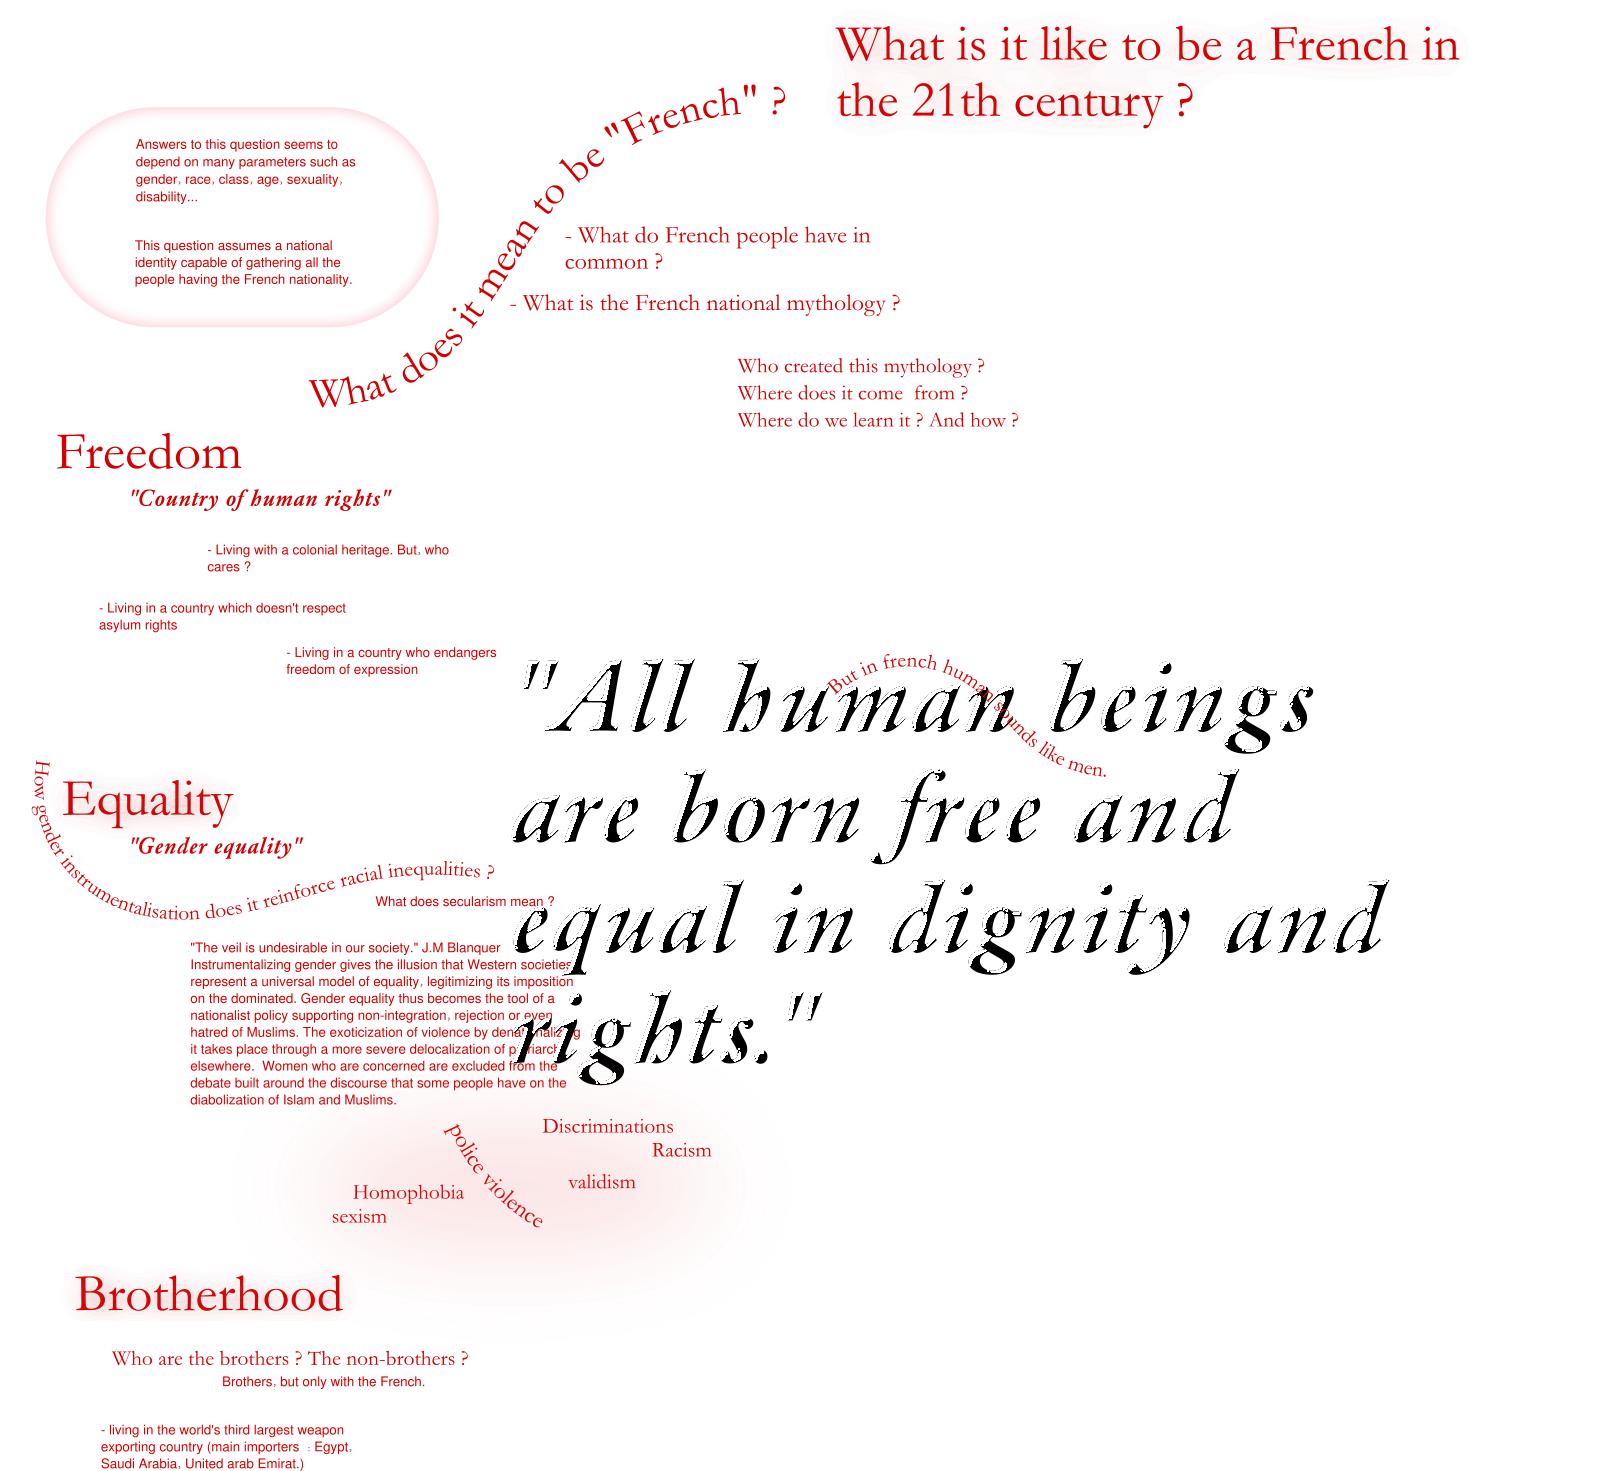 What is it like to be a French in
the 21th century ?
What does it mean to be "French" ?
Answers to this question seems to
depend on many parameters such as
gender, race, class, age, sexuality,
disability...
This question assumes a national
identity capable of gathering all the
people having the French nationality.
- What do French people have in
common ?
- What is the French national mythology ?
Who created this mythology ?
Where does it come  from ?
Where do we learn it ? And how ?
Freedom
"Country of human rights"
- Living with a colonial heritage. But, who
cares ?
- Living in a country which doesn't respect
asylum rights
- Living in a country who endangers
freedom of expression
"All human beings
are born free and
equal in dignity and
rights."
But in french human sounds like men.
Equality
"Gender equality"
How gender instrumentalisation does it reinforce racial inequalities ?
What does secularism mean ?
"The veil is undesirable in our society." J.M Blanquer
Instrumentalizing gender gives the illusion that Western societies
represent a universal model of equality, legitimizing its imposition
on the dominated. Gender equality thus becomes the tool of a
nationalist policy supporting non-integration, rejection or even
hatred of Muslims. The exoticization of violence by
it takes place through a more severe delocalization of
elsewhere.  Women who are concerned are excluded from the
debate built around the discourse that some people have on the
diabolization of Islam and Muslims.
police violence
Discriminations
Racism
validism
Homophobia
sexism
Brotherhood
Who are the brothers ? The non-brothers ?
Brothers, but only with the French.
- living in the world's third largest weapon
exporting country (main importers  : Egypt,
Saudi Arabia, United arab Emirat.)